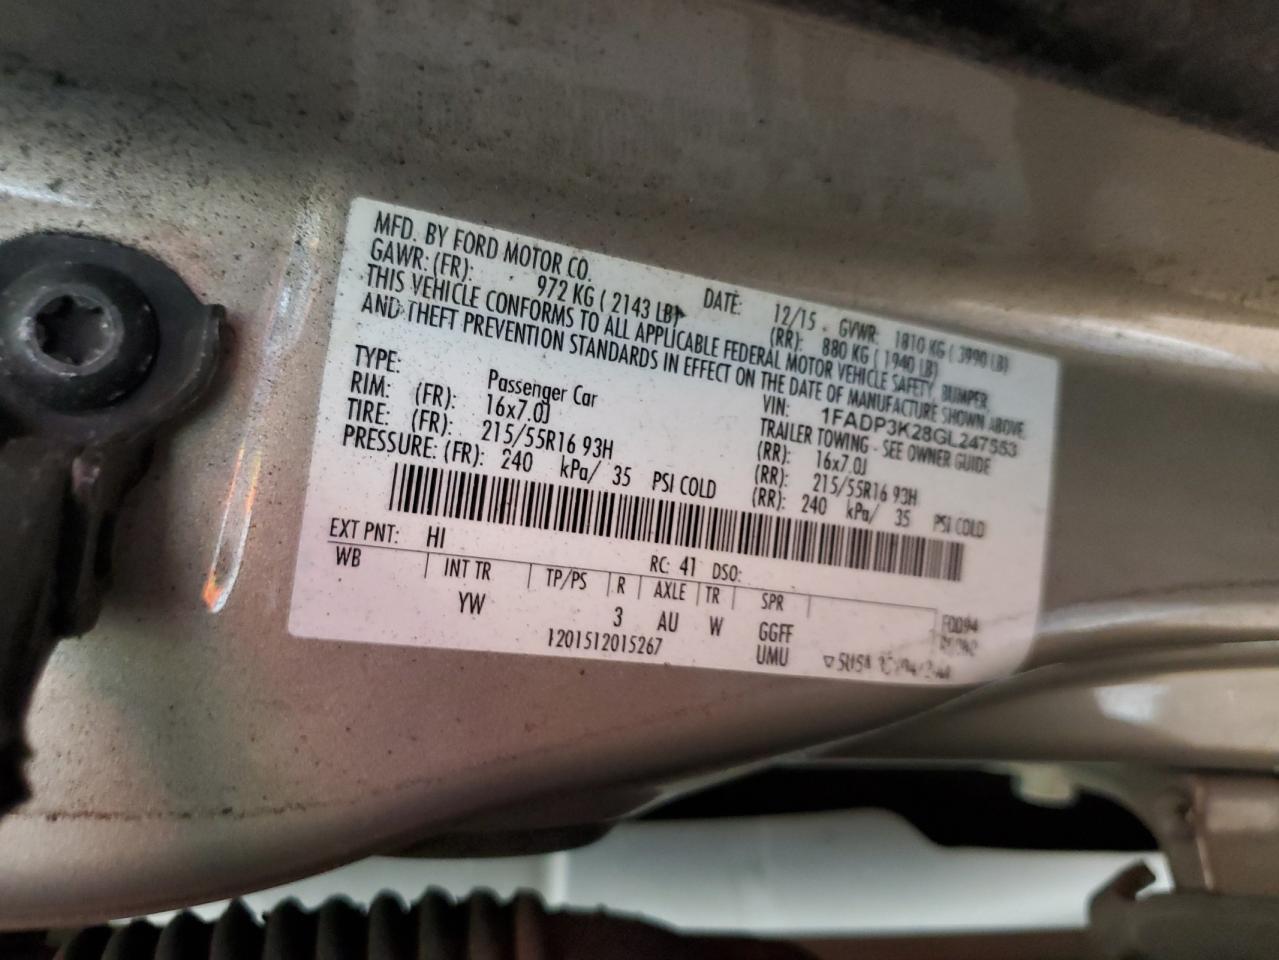 MFD. BY FORD MOTOR CO. DATE: 12/15 GVWR: 1810 KG ( 3990 LB)
GAWR: (FR): 972 KG ( 2143 LB) (RR): 880 KG ( 1940 LB)
THIS VEHICLE CONFORMS TO ALL APPLICABLE FEDERAL MOTOR VEHICLE SAFETY, BUMPER,
AND THEFT PREVENTION STANDARDS IN EFFECT ON THE DATE OF MANUFACTURE SHOWN ABOVE.
VIN: 1FADP3K28GL247553
TYPE: Passenger Car TRAILER TOWING - SEE OWNER GUIDE
RIM: (FR): 16x7.0J (RR): 16x7.0J
TIRE: (FR): 215/55R16 93H (RR): 215/55R16 93H
PRESSURE: (FR): 240 kPa/ 35 PSI COLD (RR): 240 kPa/ 35 PSI COLD
EXT PNT: HI RC: 41 DSO:
WB INT TR TP/PS R AXLE TR SPR
YW 3 AU W GGFF F0094
1201512015267 UMU